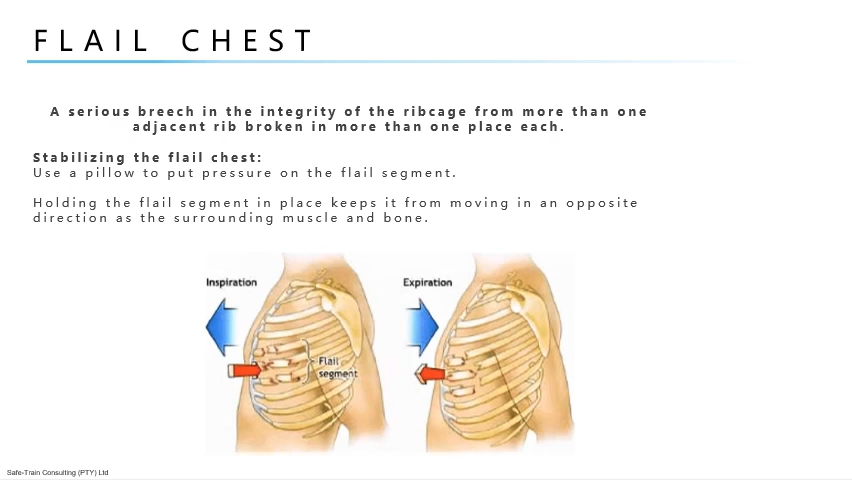 FLAIL CHEST
A serious breech in the integrity of the ribcage from more than one
adjacent rib broken in more than one place each.
Stabilizing the flail chest:
Use a pillow to put pressure on the flail segment.
Holding the flail segment in place keeps it from moving in an opposite
direction as the surrounding muscle and bone.
Inspiration
Expiration
Flail
segment
Safe-Train Consulting (PTY) Ltd